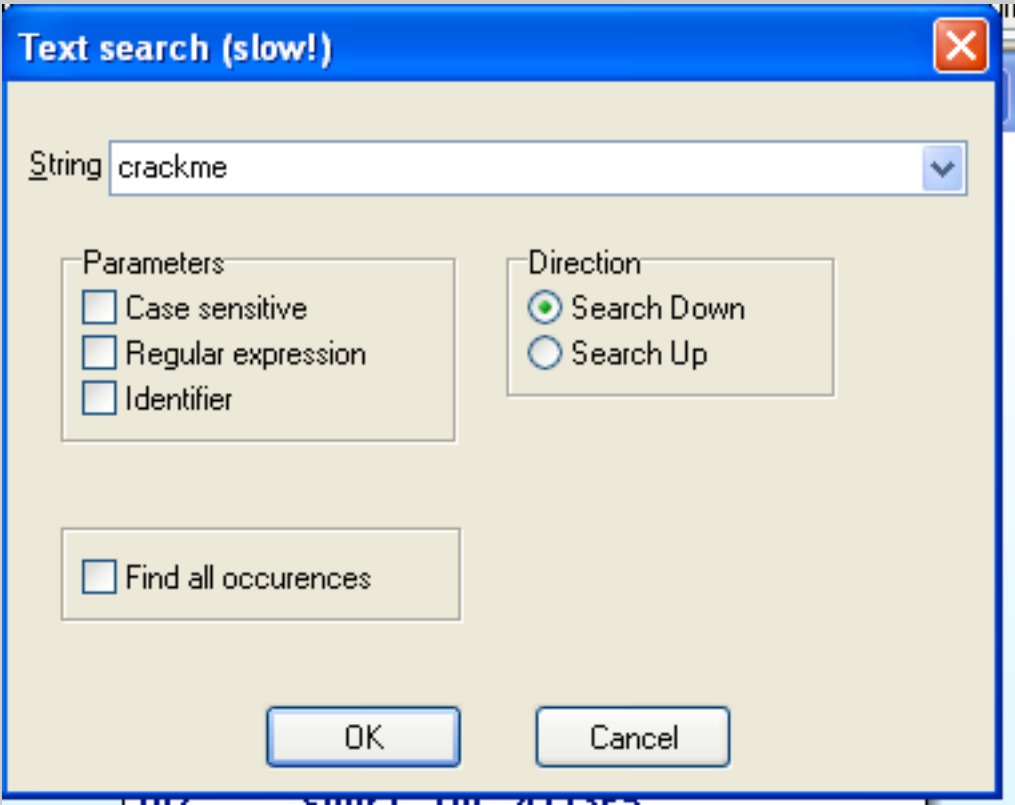 Text search (slow!)
String crackme
Parameters
Case sensitive
Regular expression
Identifier
Direction
Search Down
Search Up
Find all occurences
OK
Cancel